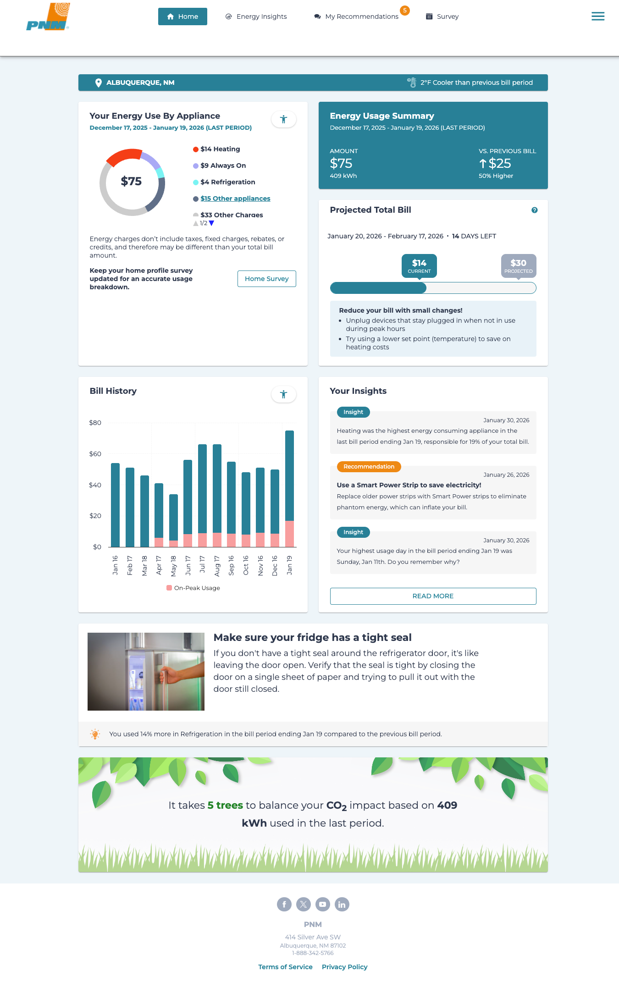 PNM
Home
Energy Insights
My Recommendations
5
Survey
ALBUQUERQUE, NM
2°F Cooler than previous bill period
Your Energy Use By Appliance
December 17, 2025 - January 19, 2026 (LAST PERIOD)
$75
$14 Heating
$9 Always On
$4 Refrigeration
$15 Other appliances
$33 Other Charges
1/2
Energy charges don't include taxes, fixed charges, rebates, or
credits, and therefore may be different than your total bill
amount.
Keep your home profile survey
updated for an accurate usage
breakdown.
Home Survey
Energy Usage Summary
December 17, 2025 - January 19, 2026 (LAST PERIOD)
AMOUNT
$75
409 kWh
VS. PREVIOUS BILL
↑$25
50% Higher
Projected Total Bill
?
January 20, 2026 - February 17, 2026 • 14 DAYS LEFT
$14
CURRENT
$30
PROJECTED
Reduce your bill with small changes!
• Unplug devices that stay plugged in when not in use
during peak hours
• Try using a lower set point (temperature) to save on
heating costs
Bill History
$80
$60
$40
$20
$0
Jan 16
Feb 17
Mar 18
Apr 17
May 18
Jun 17
Jul 17
Aug 17
Sep 16
Oct 16
Nov 16
Dec 16
Jan 19
On-Peak Usage
Your Insights
Insight
January 30, 2026
Heating was the highest energy consuming appliance in the
last bill period ending Jan 19, responsible for 19% of your total bill.
Recommendation
January 26, 2026
Use a Smart Power Strip to save electricity!
Replace older power strips with Smart Power strips to eliminate
phantom energy, which can inflate your bill.
Insight
January 30, 2026
Your highest usage day in the bill period ending Jan 19 was
Sunday, Jan 11th. Do you remember why?
READ MORE
Make sure your fridge has a tight seal
If you don't have a tight seal around the refrigerator door, it's like
leaving the door open. Verify that the seal is tight by closing the
door on a single sheet of paper and trying to pull it out with the
door still closed.
You used 14% more in Refrigeration in the bill period ending Jan 19 compared to the previous bill period.
It takes 5 trees to balance your CO2 impact based on 409
kWh used in the last period.
PNM
414 Silver Ave SW
Albuquerque, NM 87102
1-888-342-5766
Terms of Service
Privacy Policy